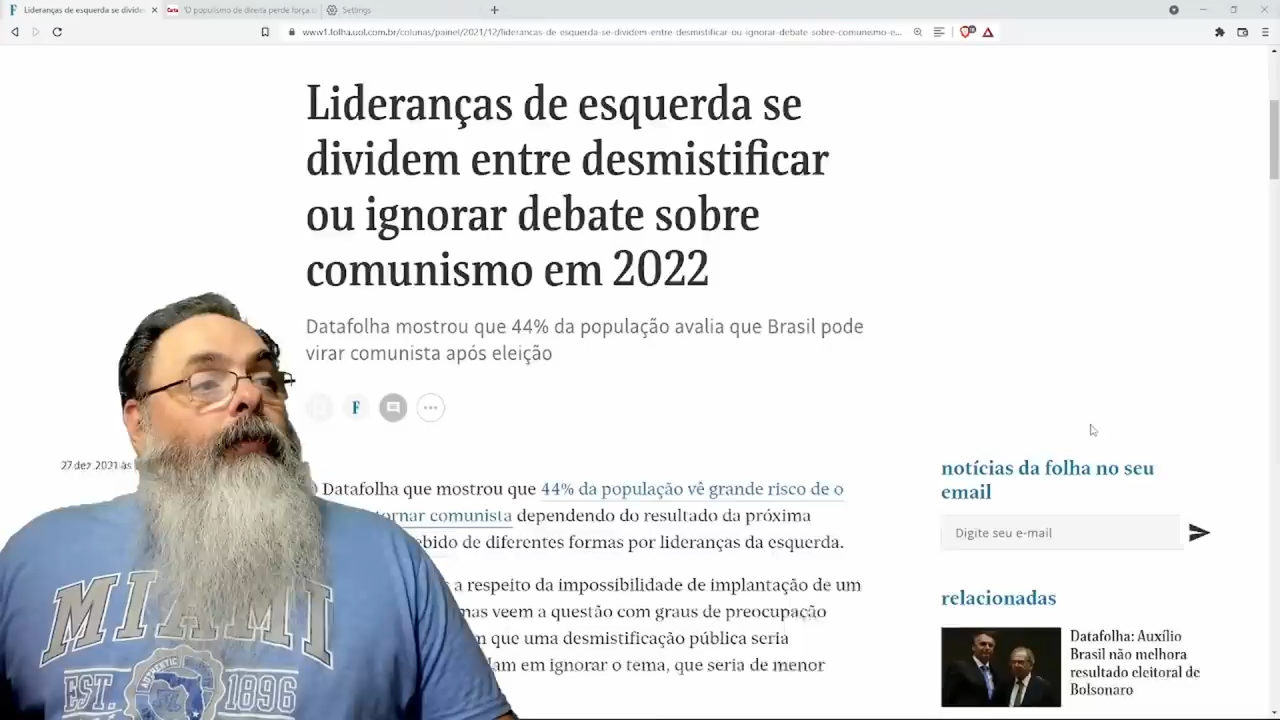 Lideranças de esquerda se divide
'O populismo de direita perde força
Settings
www1.folha.uol.com.br/colunas/painel/2021/12/liderancas-de-esquerda-se-dividem-entre-desmistificar-ou-ignorar-debate-sobre-comunismo-e...
Lideranças de esquerda se
dividem entre desmistificar
ou ignorar debate sobre
comunismo em 2022
Datafolha mostrou que 44% da população avalia que Brasil pode
virar comunista após eleição
F
27 dez 2021 às
Datafolha que mostrou que 44% da população vê grande risco de o
tornar comunista dependendo do resultado da próxima
de diferentes formas por lideranças da esquerda.
a respeito da impossibilidade de implantação de um
veem a questão com graus de preocupação
que uma desmistificação pública seria
em ignorar o tema, que seria de menor
notícias da folha no seu
email
Digite seu e-mail
relacionadas
Datafolha: Auxílio
Brasil não melhora
resultado eleitoral de
Bolsonaro
MIAMI
AUTHENTIC
EST. 1896